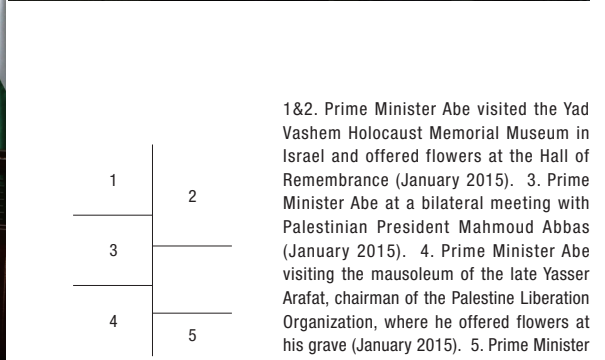 1
2
3
4
5
1&2. Prime Minister Abe visited the Yad
Vashem Holocaust Memorial Museum in
Israel and offered flowers at the Hall of
Remembrance (January 2015). 3. Prime
Minister Abe at a bilateral meeting with
Palestinian President Mahmoud Abbas
(January 2015). 4. Prime Minister Abe
visiting the mausoleum of the late Yasser
Arafat, chairman of the Palestine Liberation
Organization, where he offered flowers at
his grave (January 2015). 5. Prime Minister